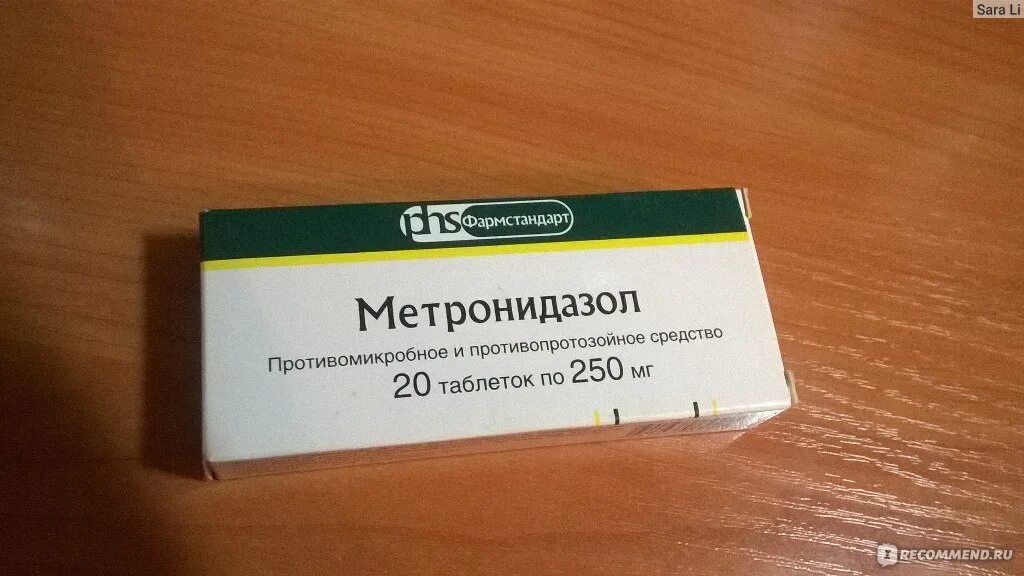 Sara Li
phs Фармстандарт
Метронидазол
Противомикробное и противопротозойное средство
20 таблеток по 250 мг
IRECOMMEND.RU